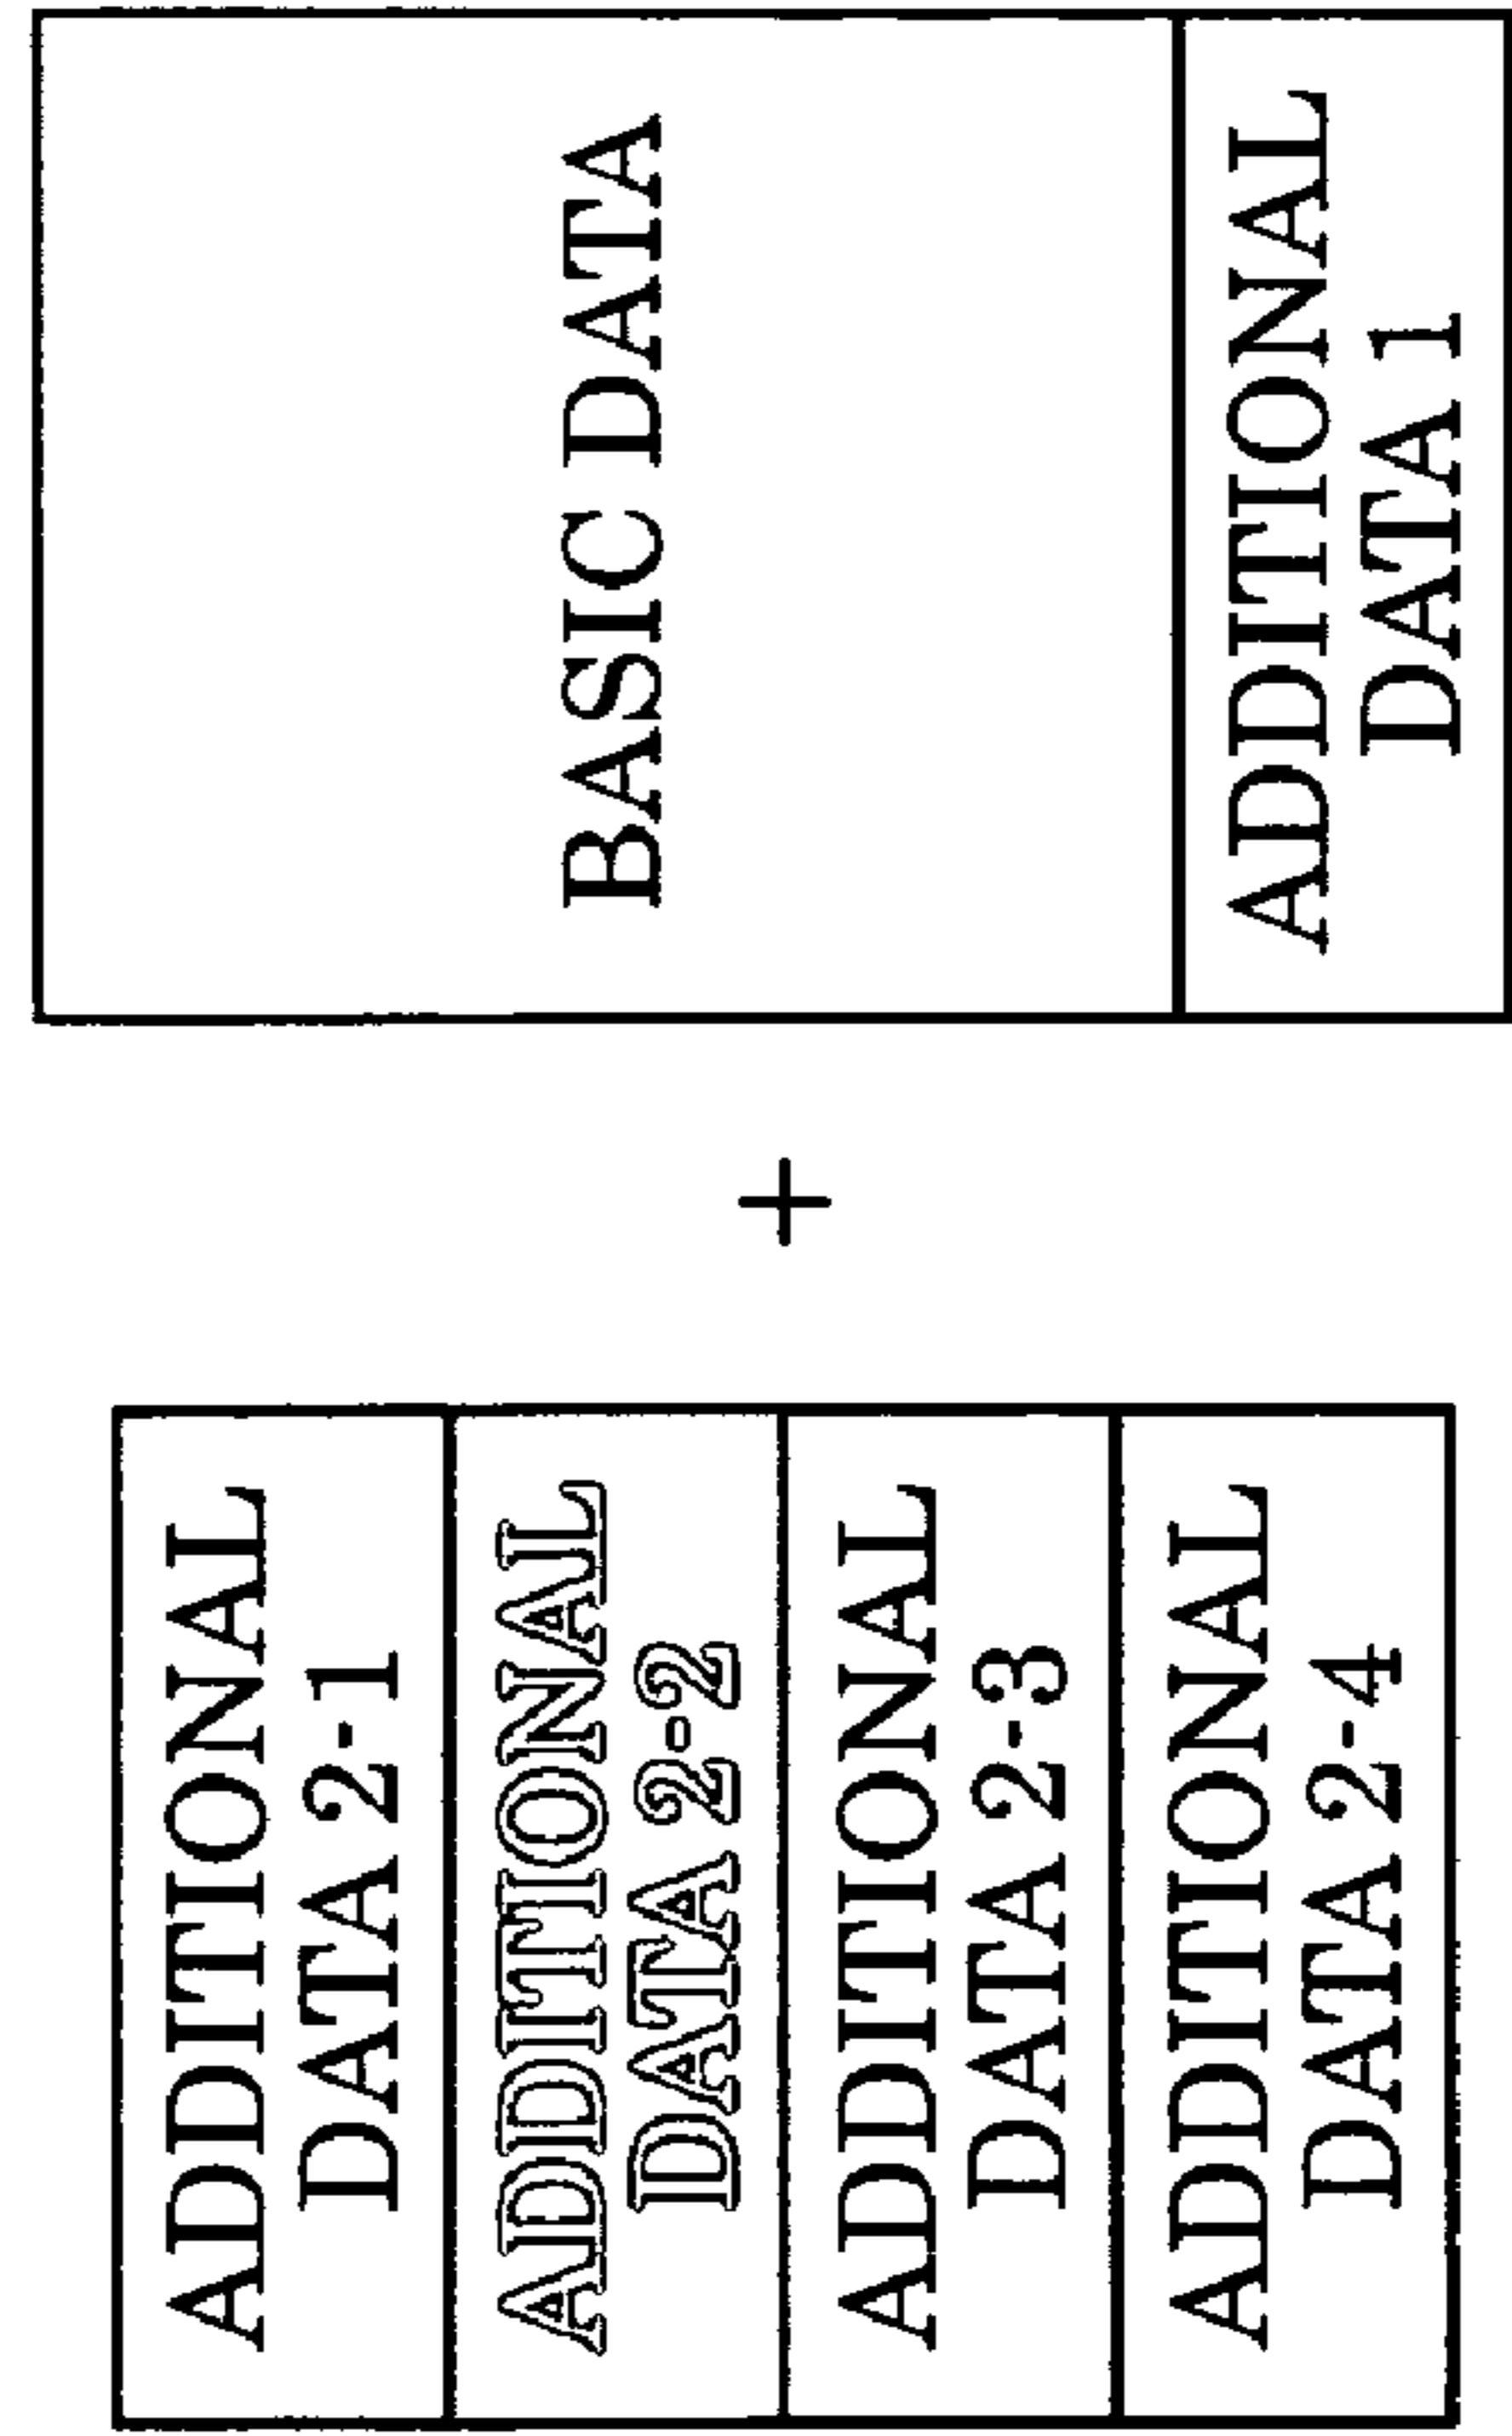 ADDITIONAL
DATA 2-1
ADDITIONAL
DATA 2-2
ADDITIONAL
DATA 2-3
ADDITIONAL
DATA 2-4
+
BASIC DATA
ADDITIONAL
DATA 1